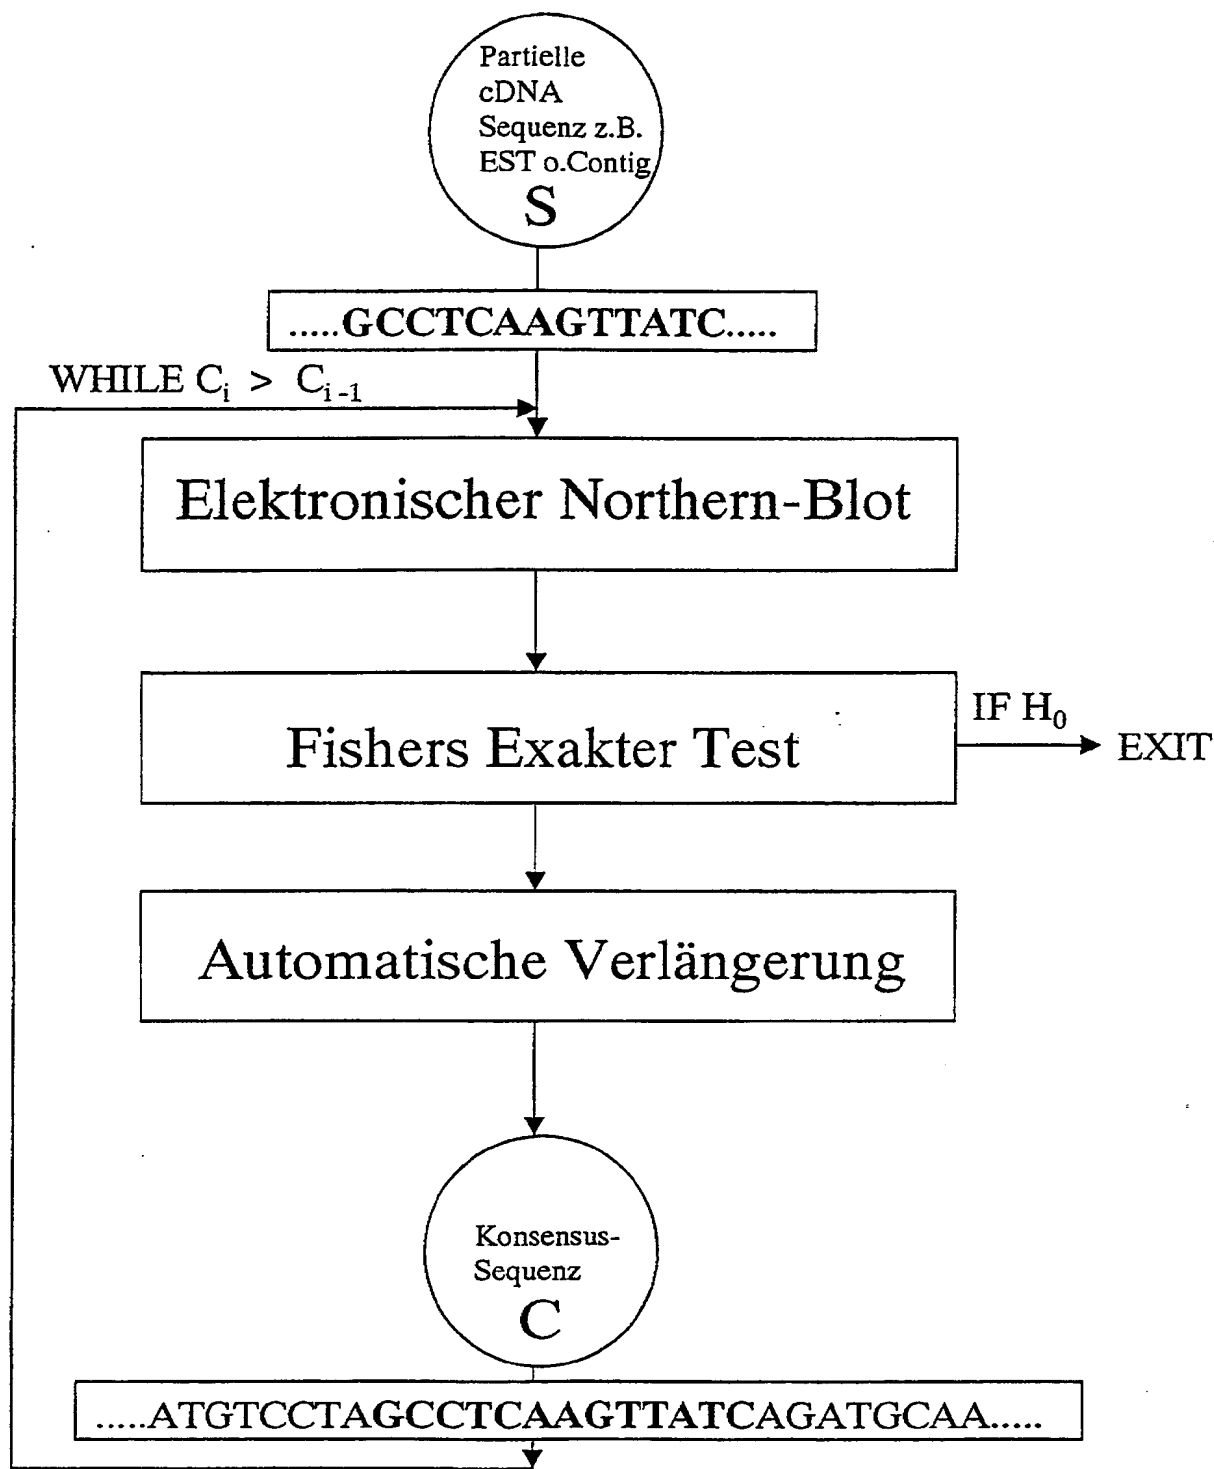 Partielle
cDNA
Sequenz z.B.
EST o.Contig
S
.....GCCTCAAGTTATC.....
WHILE Cᵢ > Cᵢ₋₁
Elektronischer Northern-Blot
Fishers Exakter Test
IF H₀
EXIT
Automatische Verlängerung
Konsensus-
Sequenz
C
.....ATGTCCTAGCCTCAAGTTATCAGATGCAA.....